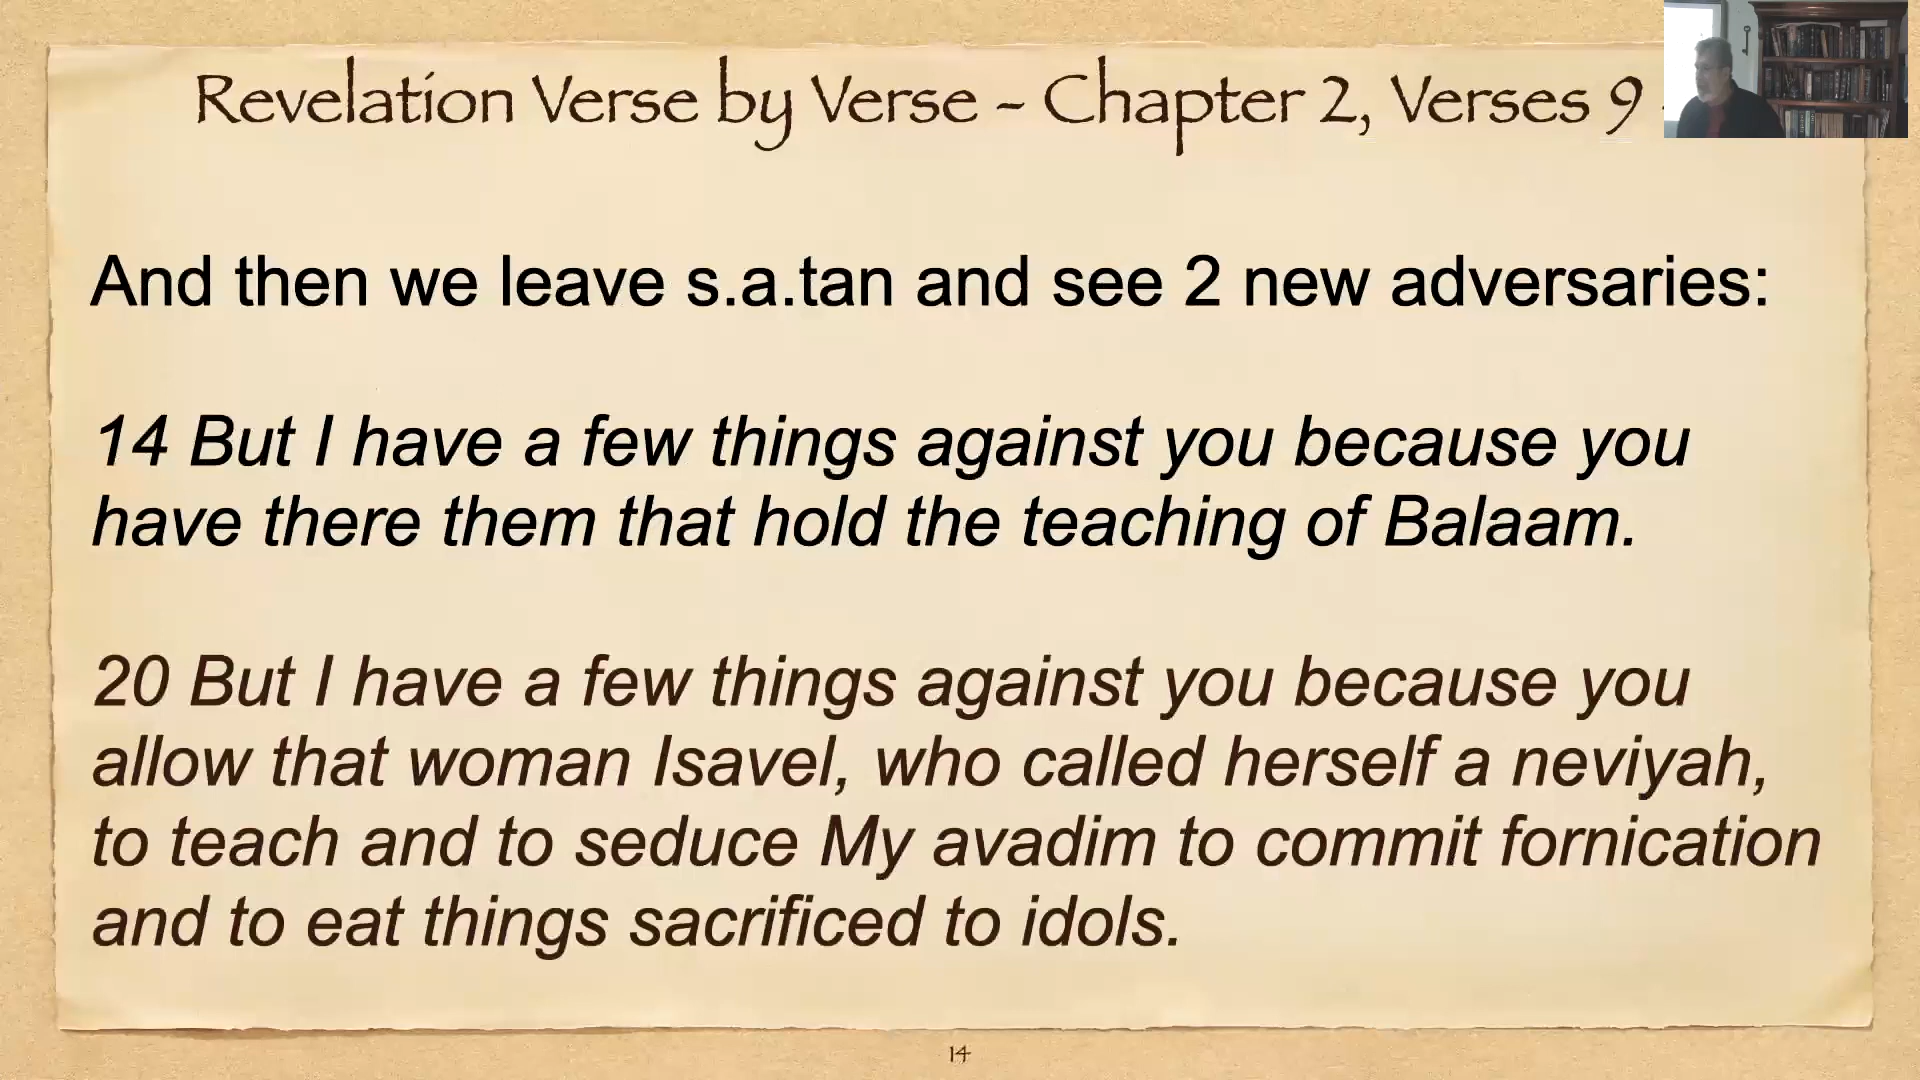 Revelation Verse by Verse - Chapter 2, Verses 9
And then we leave s.a.tan and see 2 new adversaries:
14 But I have a few things against you because you
have there them that hold the teaching of Balaam.
20 But I have a few things against you because you
allow that woman Isavel, who called herself a neviyah,
to teach and to seduce My avadim to commit fornication
and to eat things sacrificed to idols.
14